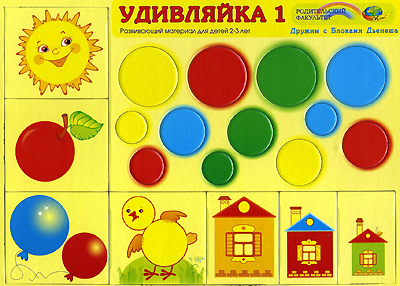 УДИВЛЯЙКА 1
Развивающий материал для детей 2-3 лет
РОДИТЕЛЬСКИЙ
ФАКУЛЬТЕТ
Дружим с Блоками Дьенеша